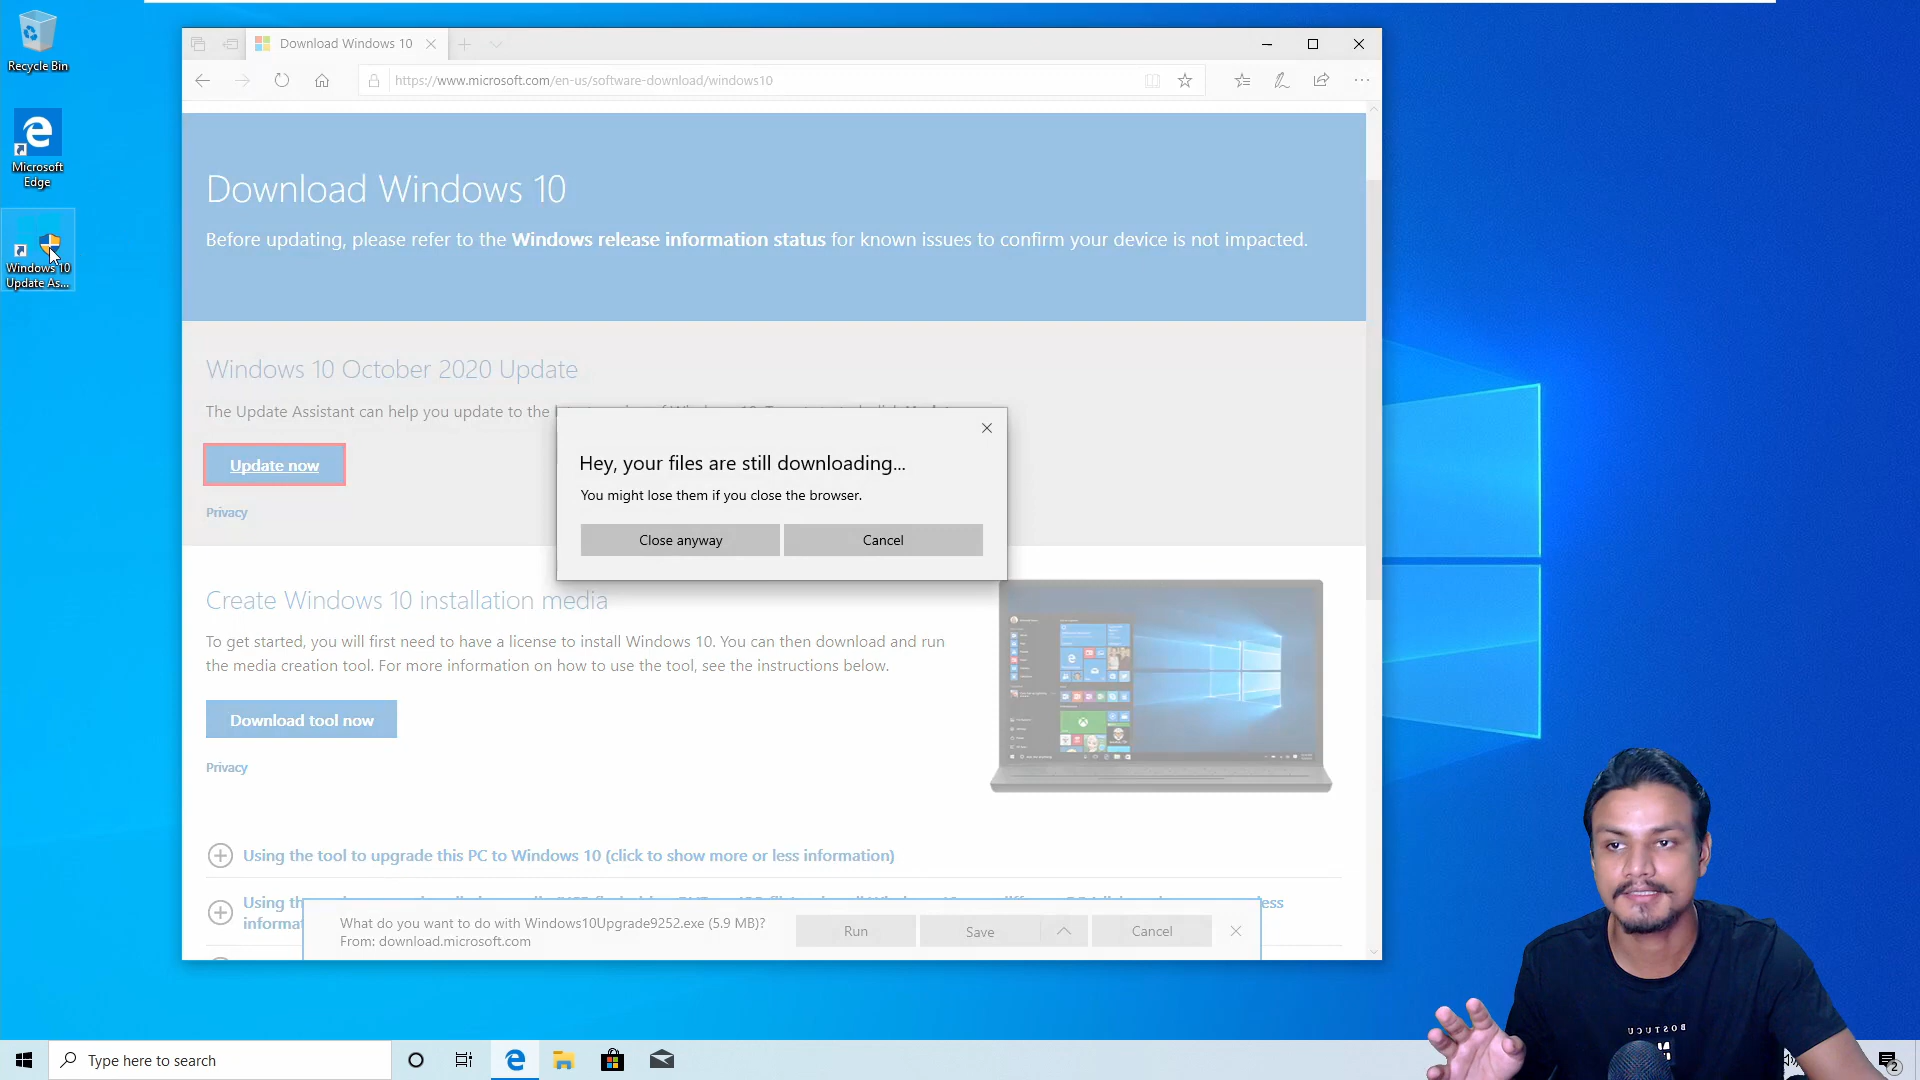 Recycle Bin
Microsoft
Edge
Windows 10
Update As...
Download Windows 10
https://www.microsoft.com/en-us/software-download/windows10
Download Windows 10
Before updating, please refer to the Windows release information status for known issues to confirm your device is not impacted.
Windows 10 October 2020 Update
The Update Assistant can help you update to the
Update now
Privacy
Hey, your files are still downloading...
You might lose them if you close the browser.
Close anyway
Cancel
Create Windows 10 installation media
To get started, you will first need to have a license to install Windows 10. You can then download and run
the media creation tool. For more information on how to use the tool, see the instructions below.
Download tool now
Privacy
Using the tool to upgrade this PC to Windows 10 (click to show more or less information)
Using th
less
informa
What do you want to do with Windows10Upgrade9252.exe (5.9 MB)?
From: download.microsoft.com
Run
Save
Cancel
Type here to search
BOSTUCU
2